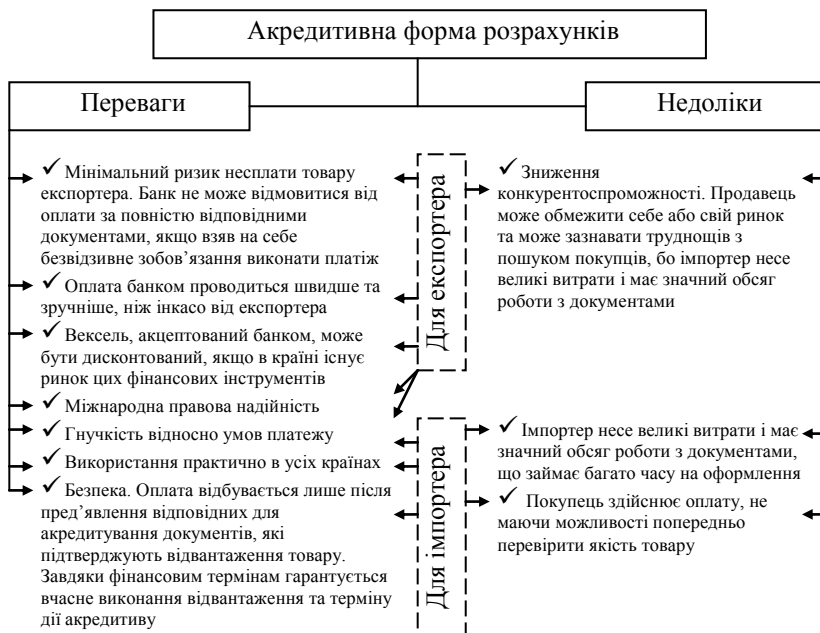 Акредитивна форма розрахунків
Переваги
Недоліки
✓ Мінімальний ризик несплати товару
експортера. Банк не може відмовитися від
оплати за повністю відповідними
документами, якщо взяв на себе
безвідзивне зобов’язання виконати платіж
✓ Оплата банком проводиться швидше та
зручніше, ніж інкасо від експортера
✓ Вексель, акцептований банком, може
бути дисконтований, якщо в країні існує
ринок цих фінансових інструментів
✓ Міжнародна правова надійність
✓ Гнучкість відносно умов платежу
✓ Використання практично в усіх країнах
✓ Безпека. Оплата відбувається лише після
пред’явлення відповідних для
акредитування документів, які
підтверджують відвантаження товару.
Завдяки фінансовим термінам гарантується
вчасне виконання відвантаження та терміну
дії акредитиву
Для експортера
Для імпортера
✓ Зниження
конкурентоспроможності. Продавець
може обмежити себе або свій ринок
та може зазнавати труднощів з
пошуком покупців, бо імпортер несе
великі витрати і має значний обсяг
роботи з документами
✓ Імпортер несе великі витрати і має
значний обсяг роботи з документами,
що займає багато часу на оформлення
✓ Покупець здійснює оплату, не
маючи можливості попередньо
перевірити якість товару